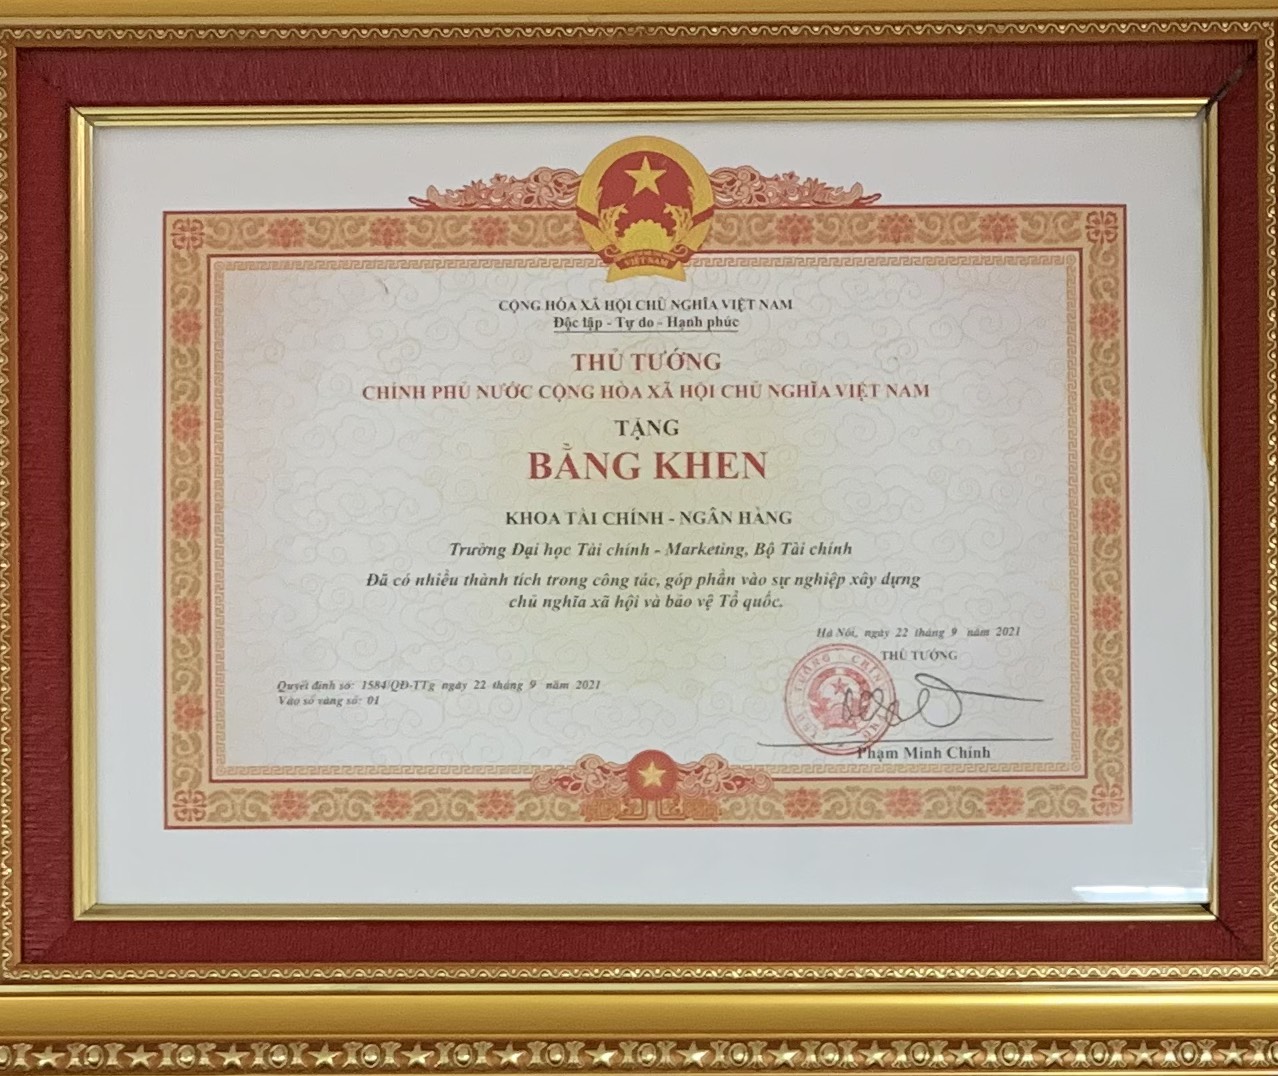 VIỆT NAM
CỘNG HÒA XÃ HỘI CHỦ NGHĨA VIỆT NAM
Độc lập - Tự do - Hạnh phúc
THỦ TƯỚNG
CHÍNH PHỦ NƯỚC CỘNG HÒA XÃ HỘI CHỦ NGHĨA VIỆT NAM
TẶNG
BẰNG KHEN
KHOA TÀI CHÍNH - NGÂN HÀNG
Trường Đại học Tài chính - Marketing, Bộ Tài chính
Đã có nhiều thành tích trong công tác, góp phần vào sự nghiệp xây dựng
chủ nghĩa xã hội và bảo vệ Tổ quốc.
Hà Nội, ngày 22 tháng 9 năm 2021
THỦ TƯỚNG
Quyết định số: 1584/QĐ-TTg ngày 22 tháng 9 năm 2021
Vào sổ vàng số: 01
Phạm Minh Chính